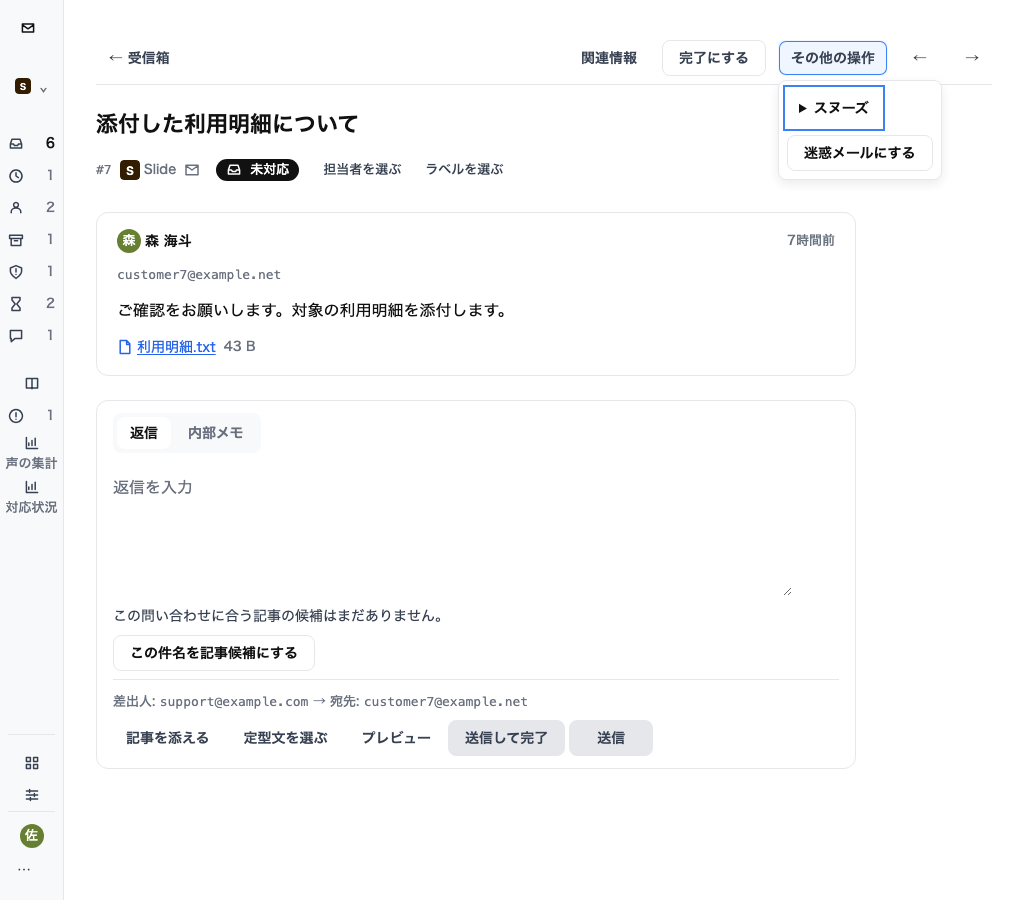 S
6
1
2
1
1
2
1
1
声の集計
対応状況
佐
…
← 受信箱
関連情報
完了にする
その他の操作
←
→
▶ スヌーズ
迷惑メールにする
添付した利用明細について
#7 S Slide 未対応 担当者を選ぶ ラベルを選ぶ
森 森 海斗 7時間前
customer7@example.net
ご確認をお願いします。対象の利用明細を添付します。
利用明細.txt 43 B
返信 内部メモ
返信を入力
この問い合わせに合う記事の候補はまだありません。
この件名を記事候補にする
差出人: support@example.com → 宛先: customer7@example.net
記事を添える 定型文を選ぶ プレビュー 送信して完了 送信